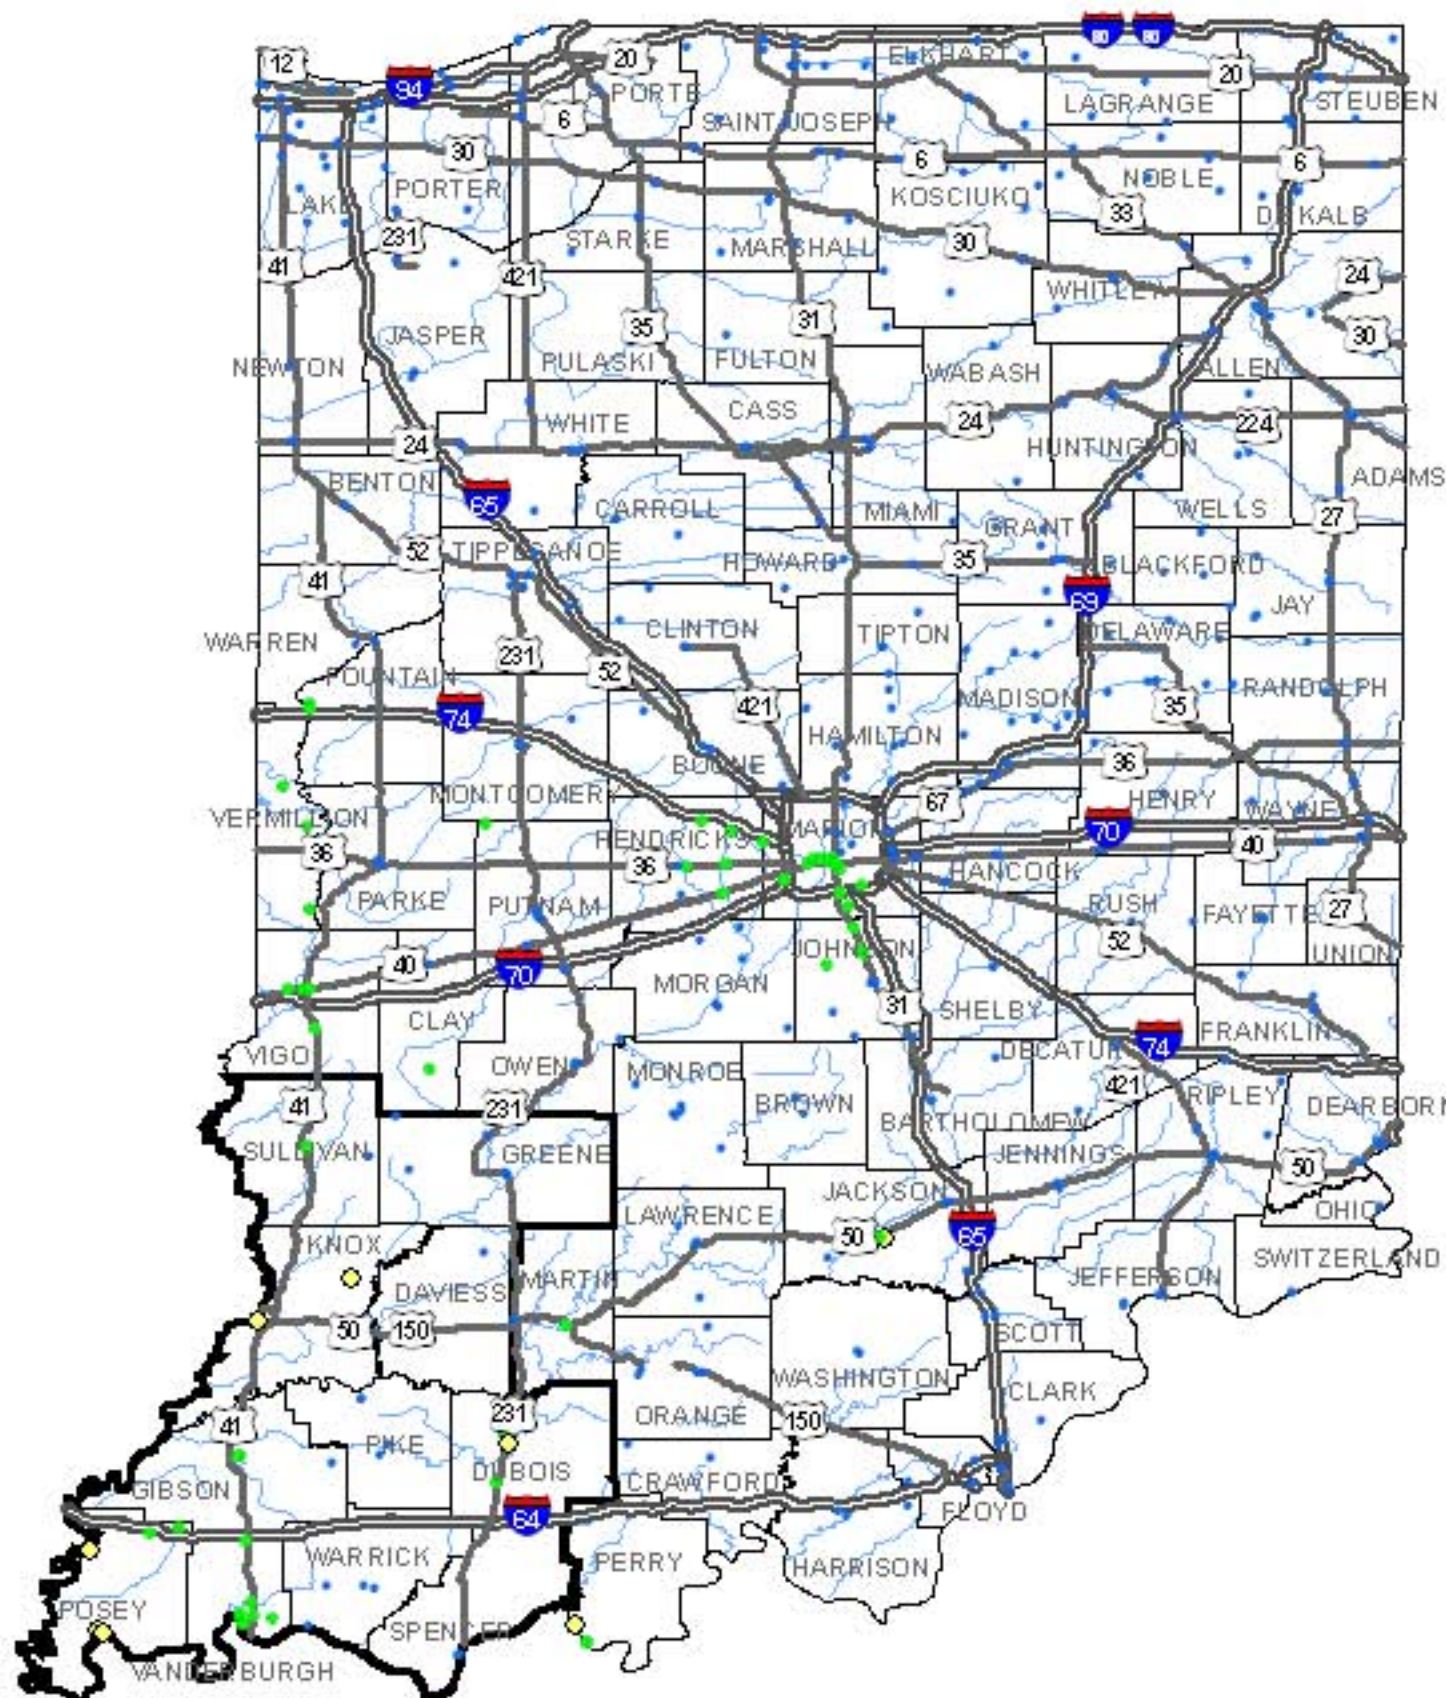 80 80
12
20
ELKHART
94
LA PORTE
20
LAGRANGE
STEUBEN
6
SAINT JOSEPH
30
6
6
PORTER
KOSCIUKO
NOBLE
LAKE
33
DE KALB
231
STARKE
MARSHALL
30
41
421
24
WHITLEY
35
31
30
JASPER
NEWTON
PULASKI
FULTON
WABASH
ALLEN
CASS
WHITE
24
224
24
HUNTINGTON
BENTON
ADAMS
65
CARROLL
MIAMI
WELLS
27
GRANT
52
TIPPECANOE
HOWARD
35
BLACKFORD
41
69
JAY
WARREN
CLINTON
TIPTON
DELAWARE
231
52
FOUNTAIN
MADISON
RANDOLPH
74
421
35
HAMILTON
BOONE
36
MONTGOMERY
67
HENRY
VERMILLION
HENDRICKS
MARION
70
WAYNE
36
36
40
HANCOCK
PARKE
PUTNAM
RUSH
FAYETTE
27
52
JOHNSON
UNION
40
70
MORGAN
31
SHELBY
CLAY
FRANKLIN
VIGO
OWEN
DECATUR
74
MONROE
421
RIPLEY
41
231
BROWN
DEARBORN
BARTHOLOMEW
SULLIVAN
GREENE
JENNINGS
50
JACKSON
LAWRENCE
OHIO
KNOX
50
65
SWITZERLAND
MARTIN
JEFFERSON
DAVIESS
50
150
SCOTT
WASHINGTON
CLARK
231
ORANGE
150
41
PIKE
DUBOIS
GIBSON
CRAWFORD
64
FLOYD
WARRICK
PERRY
HARRISON
POSEY
SPENCER
VANDERBURGH